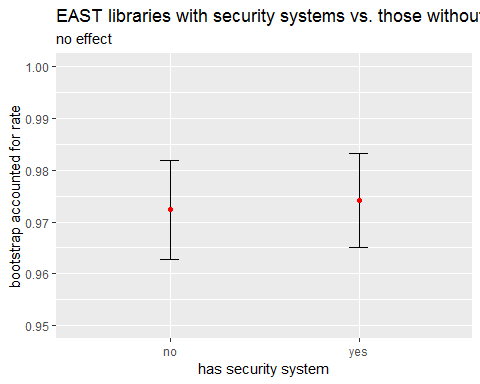 EAST libraries with security systems vs. those without
no effect
1.00
0.99
0.98
0.97
0.96
0.95
bootstrap accounted for rate
no
yes
has security system